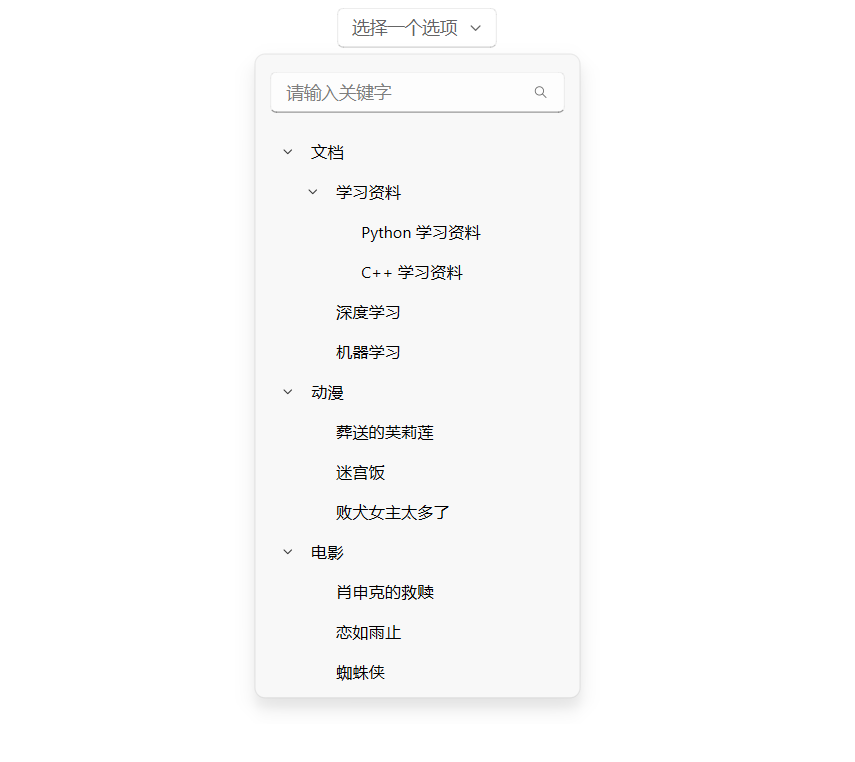 选择一个选项
请输入关键字
文档
学习资料
Python 学习资料
C++ 学习资料
深度学习
机器学习
动漫
葬送的芙莉莲
迷宫饭
败犬女主太多了
电影
肖申克的救赎
恋如雨止
蜘蛛侠